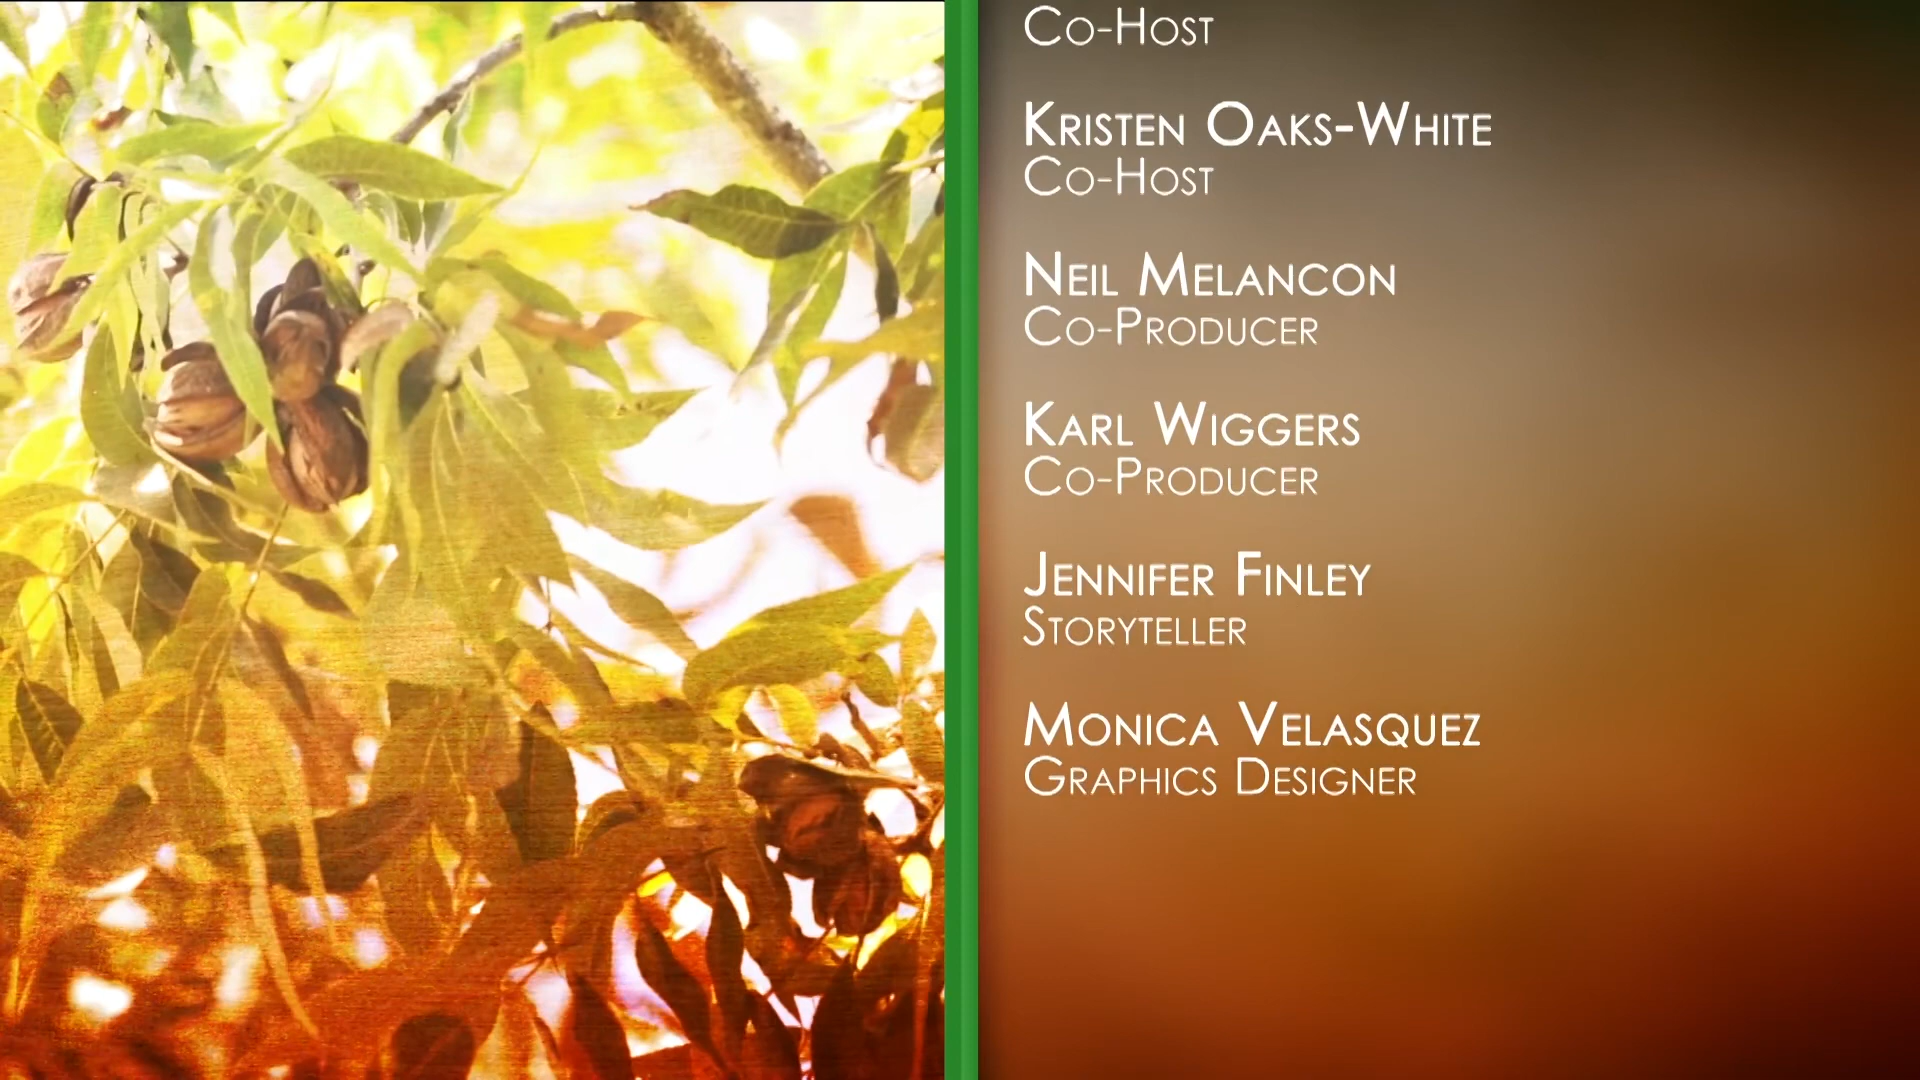 Co-Host
Kristen Oaks-White
Co-Host
Neil Melancon
Co-Producer
Karl Wiggers
Co-Producer
Jennifer Finley
Storyteller
Monica Velasquez
Graphics Designer